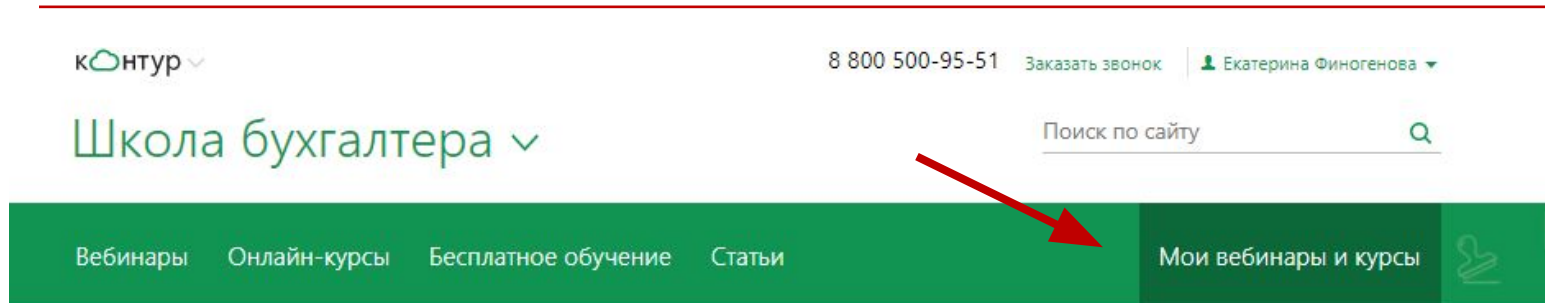 контур
8 800 500-95-51 Заказать звонок Екатерина Финогенова
Школа бухгалтера
Поиск по сайту
Вебинары Онлайн-курсы Бесплатное обучение Статьи Мои вебинары и курсы